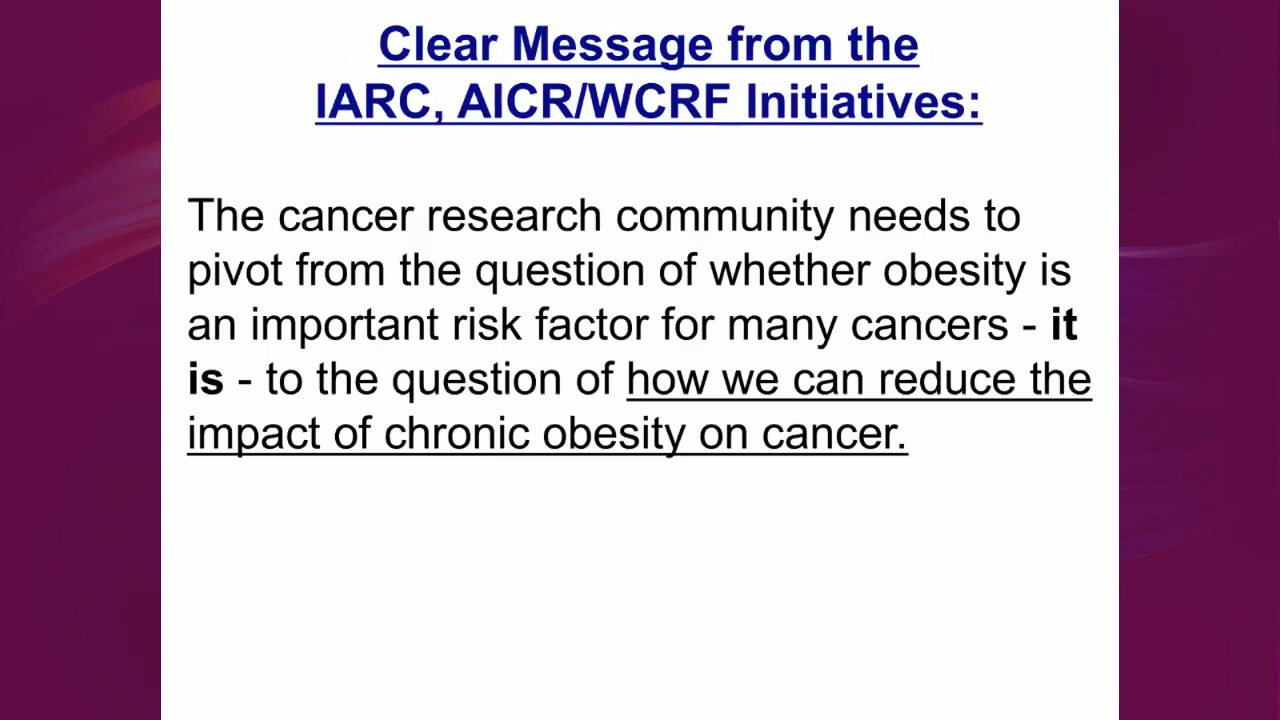 Clear Message from the
IARC, AICR/WCRF Initiatives:
The cancer research community needs to
pivot from the question of whether obesity is
an important risk factor for many cancers - it
is - to the question of how we can reduce the
impact of chronic obesity on cancer.